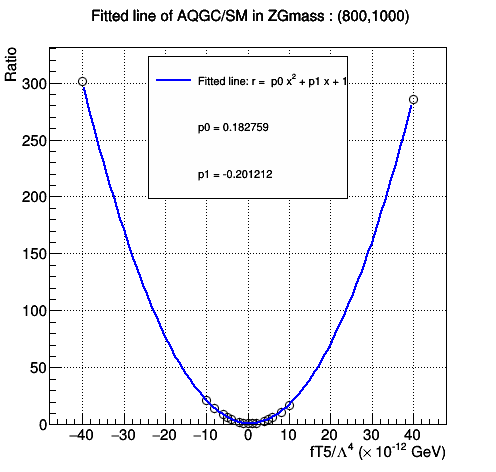 Fitted line of AQGC/SM in ZGmass : (800,1000)
Ratio
Fitted line: r = p0 x² + p1 x + 1
p0 = 0.182759
p1 = -0.201212
300
250
200
150
100
50
0
−40 −30 −20 −10 0 10 20 30 40
fT5/Λ⁴ (× 10⁻¹² GeV)